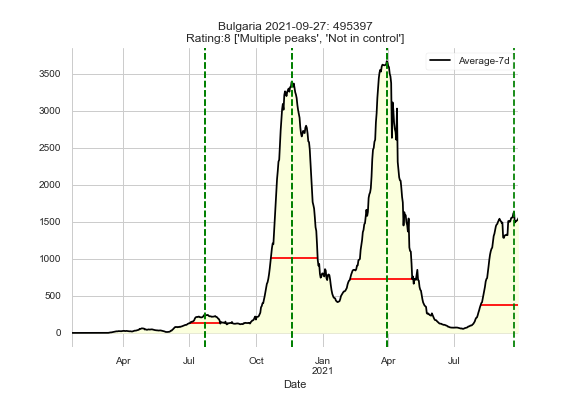 Bulgaria 2021-09-27: 495397
Rating:8 ['Multiple peaks', 'Not in control']
Average-7d
3500
3000
2500
2000
1500
1000
500
0
Apr Jul Oct Jan Apr Jul
2021
Date